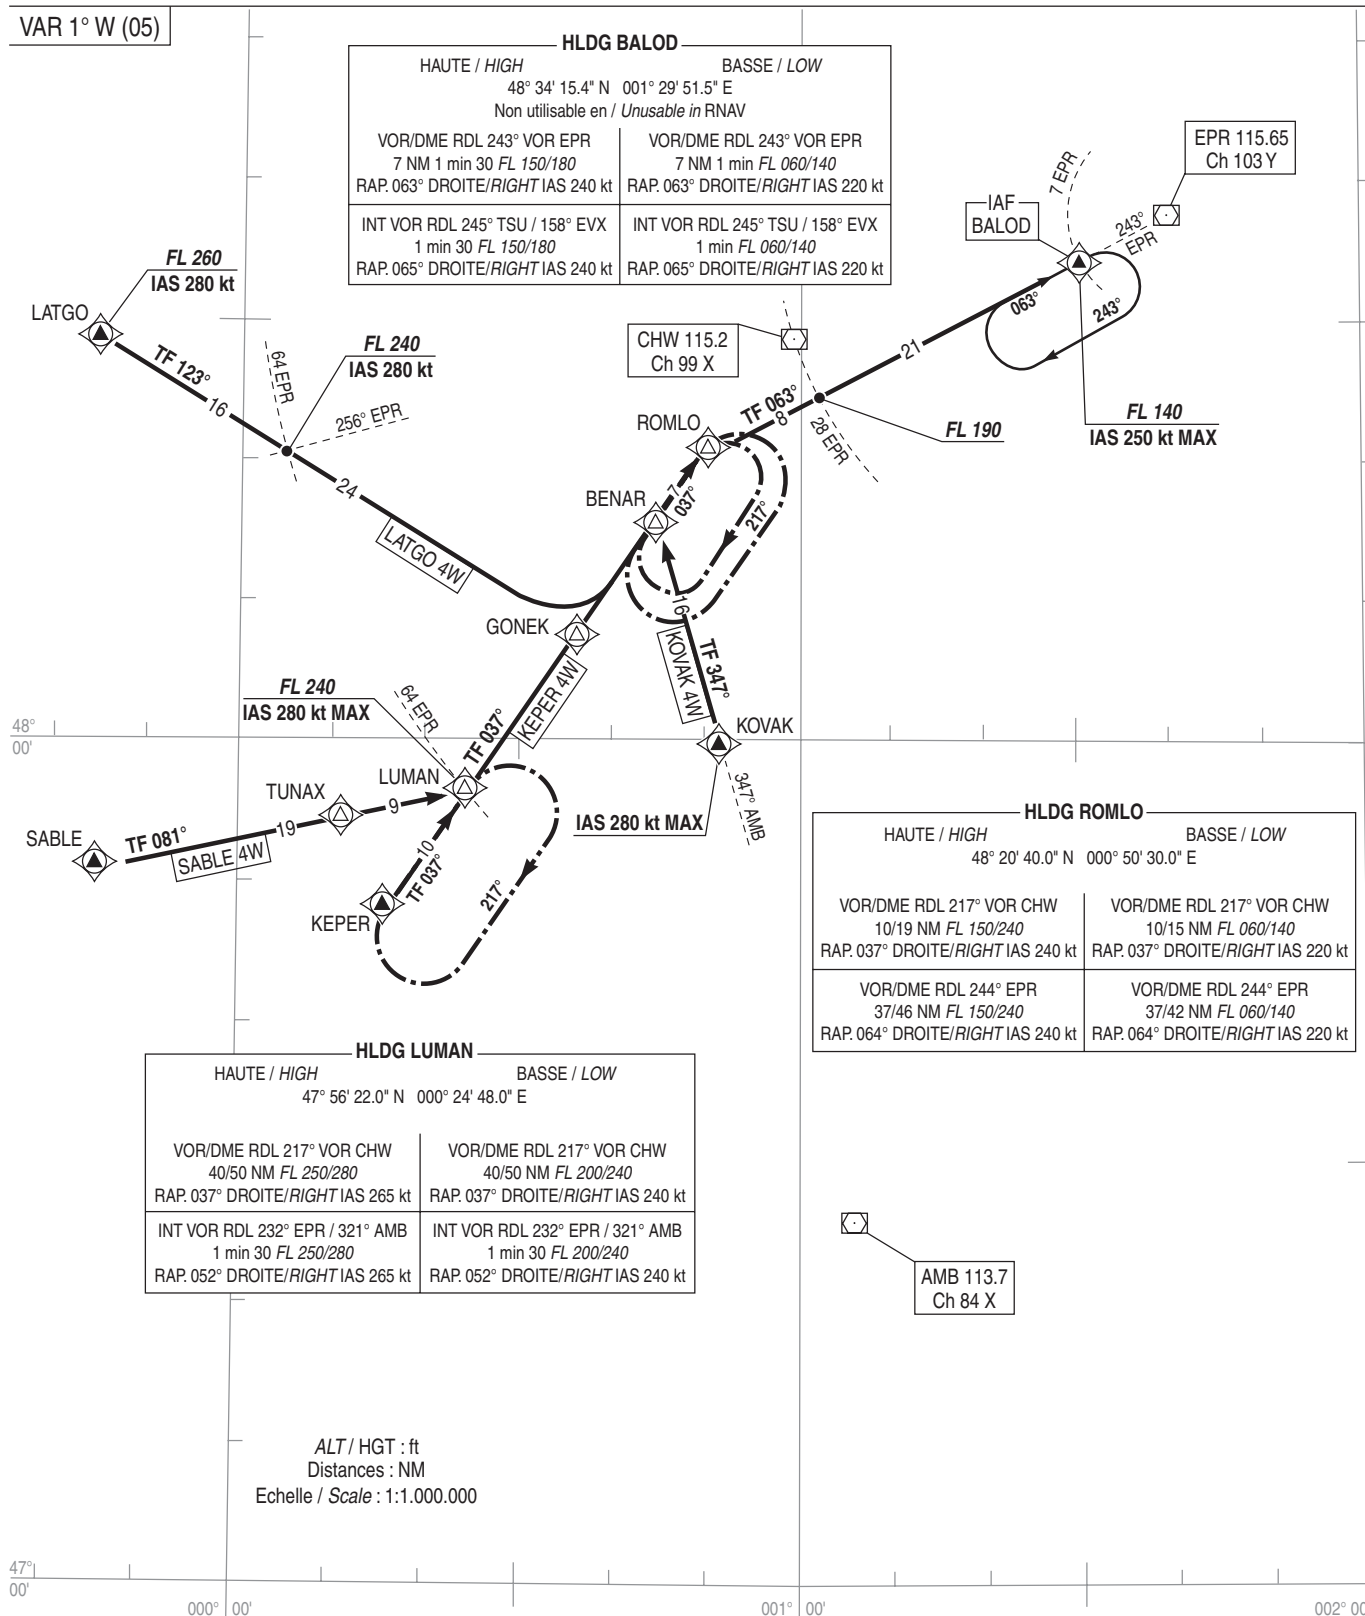 VAR 1° W (05)
HLDG BALOD
HAUTE / HIGH BASSE / LOW
48° 34' 15.4" N 001° 29' 51.5" E
Non utilisable en / Unusable in RNAV
VOR/DME RDL 243° VOR EPR
7 NM 1 min 30 FL 150/180
RAP. 063° DROITE/RIGHT IAS 240 kt
VOR/DME RDL 243° VOR EPR
7 NM 1 min FL 060/140
RAP. 063° DROITE/RIGHT IAS 220 kt
INT VOR RDL 245° TSU / 158° EVX
1 min 30 FL 150/180
RAP. 065° DROITE/RIGHT IAS 240 kt
INT VOR RDL 245° TSU / 158° EVX
1 min FL 060/140
RAP. 065° DROITE/RIGHT IAS 220 kt
EPR 115.65
Ch 103 Y
7 EPR
IAF
BALOD
243°
EPR
063°
243°
FL 260
IAS 280 kt
LATGO
TF 123°
16
64 EPR
FL 240
IAS 280 kt
256° EPR
24
LATGO 4W
CHW 115.2
Ch 99 X
21
TF 063°
8
28 EPR
FL 190
FL 140
IAS 250 kt MAX
ROMLO
BENAR
7
037°
217°
GONEK
16
KOVAK 4W
TF 347°
KOVAK
347° AMB
IAS 280 kt MAX
FL 240
IAS 280 kt MAX
64 EPR
TF 037°
KEPER 4W
48°
00'
LUMAN
TUNAX
9
19
SABLE
TF 081°
SABLE 4W
10
TF 037°
217°
KEPER
HLDG ROMLO
HAUTE / HIGH BASSE / LOW
48° 20' 40.0" N 000° 50' 30.0" E
VOR/DME RDL 217° VOR CHW
10/19 NM FL 150/240
RAP. 037° DROITE/RIGHT IAS 240 kt
VOR/DME RDL 217° VOR CHW
10/15 NM FL 060/140
RAP. 037° DROITE/RIGHT IAS 220 kt
VOR/DME RDL 244° EPR
37/46 NM FL 150/240
RAP. 064° DROITE/RIGHT IAS 240 kt
VOR/DME RDL 244° EPR
37/42 NM FL 060/140
RAP. 064° DROITE/RIGHT IAS 220 kt
HLDG LUMAN
HAUTE / HIGH BASSE / LOW
47° 56' 22.0" N 000° 24' 48.0" E
VOR/DME RDL 217° VOR CHW
40/50 NM FL 250/280
RAP. 037° DROITE/RIGHT IAS 265 kt
VOR/DME RDL 217° VOR CHW
40/50 NM FL 200/240
RAP. 037° DROITE/RIGHT IAS 240 kt
INT VOR RDL 232° EPR / 321° AMB
1 min 30 FL 250/280
RAP. 052° DROITE/RIGHT IAS 265 kt
INT VOR RDL 232° EPR / 321° AMB
1 min 30 FL 200/240
RAP. 052° DROITE/RIGHT IAS 240 kt
AMB 113.7
Ch 84 X
ALT / HGT : ft
Distances : NM
Echelle / Scale : 1:1.000.000
47°
00'
000° 00'
001° 00'
002° 00